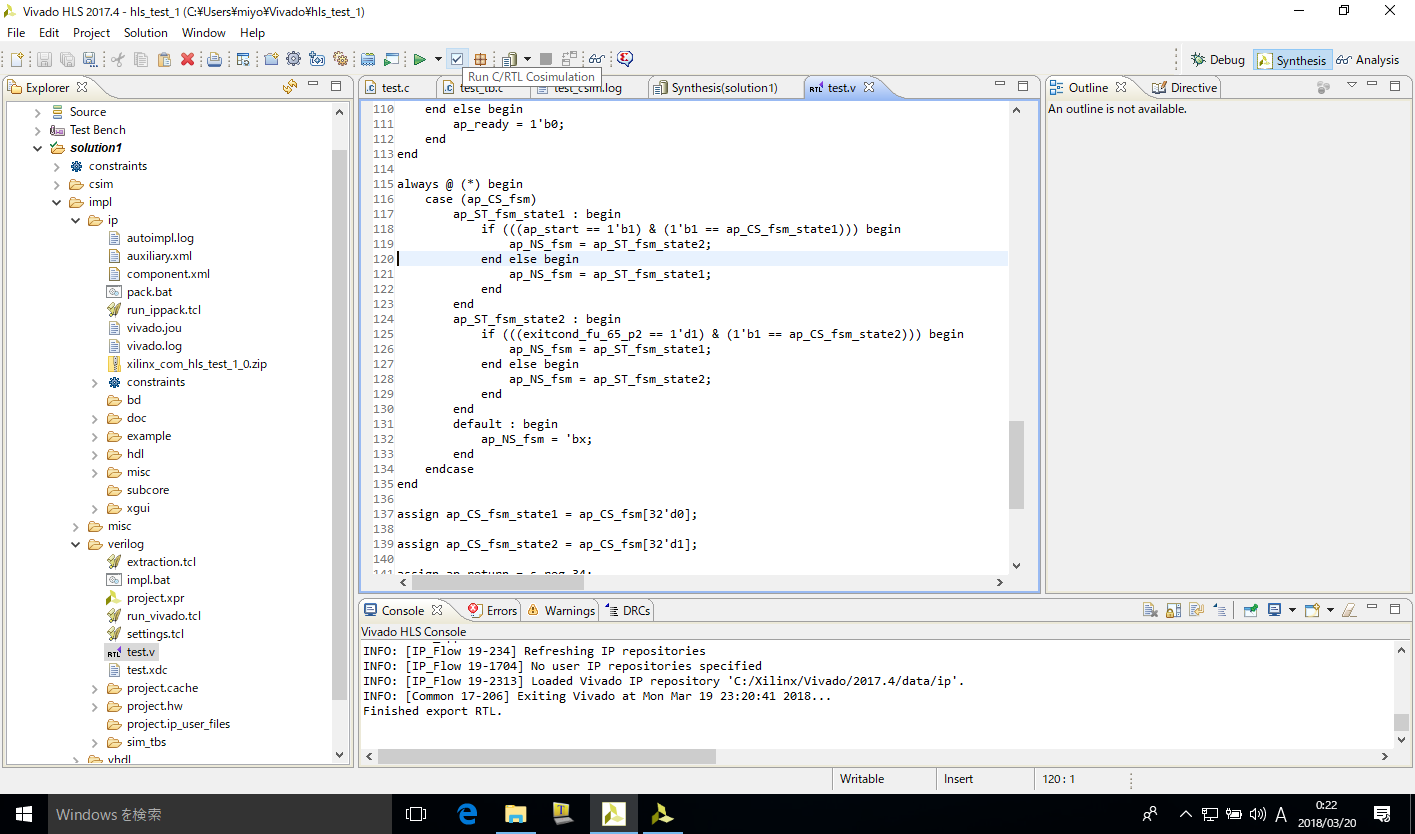 Vivado HLS 2017.4 - hls_test_1 (C:¥Users¥miyo¥Vivado¥hls_test_1)
File Edit Project Solution Window Help
Debug Synthesis Analysis
Run C/RTL Cosimulation
Explorer
Source
Test Bench
solution1
constraints
csim
impl
ip
autoimpl.log
auxiliary.xml
component.xml
pack.bat
run_ippack.tcl
vivado.jou
vivado.log
xilinx_com_hls_test_1_0.zip
constraints
bd
doc
example
hdl
misc
subcore
xgui
misc
verilog
extraction.tcl
impl.bat
project.xpr
run_vivado.tcl
settings.tcl
RTL test.v
test.xdc
project.cache
project.hw
project.ip_user_files
sim_tbs
vhdl
test.c test_tb.c test_csim.log Synthesis(solution1) RTL test.v
110 end else begin
111 ap_ready = 1'b0;
112 end
113 end
114
115 always @ (*) begin
116 case (ap_CS_fsm)
117 ap_ST_fsm_state1 : begin
118 if (((ap_start == 1'b1) & (1'b1 == ap_CS_fsm_state1))) begin
119 ap_NS_fsm = ap_ST_fsm_state2;
120 end else begin
121 ap_NS_fsm = ap_ST_fsm_state1;
122 end
123 end
124 ap_ST_fsm_state2 : begin
125 if (((exitcond_fu_65_p2 == 1'd1) & (1'b1 == ap_CS_fsm_state2))) begin
126 ap_NS_fsm = ap_ST_fsm_state1;
127 end else begin
128 ap_NS_fsm = ap_ST_fsm_state2;
129 end
130 end
131 default : begin
132 ap_NS_fsm = 'bx;
133 end
134 endcase
135 end
136
137 assign ap_CS_fsm_state1 = ap_CS_fsm[32'd0];
138
139 assign ap_CS_fsm_state2 = ap_CS_fsm[32'd1];
140
141 assign ap_return = s_reg_34;
Outline Directive
An outline is not available.
Console Errors Warnings DRCs
Vivado HLS Console
INFO: [IP_Flow 19-234] Refreshing IP repositories
INFO: [IP_Flow 19-1704] No user IP repositories specified
INFO: [IP_Flow 19-2313] Loaded Vivado IP repository 'C:/Xilinx/Vivado/2017.4/data/ip'.
INFO: [Common 17-206] Exiting Vivado at Mon Mar 19 23:20:41 2018...
Finished export RTL.
Writable Insert 120 : 1
Windows を検索
A
0:22
2018/03/20